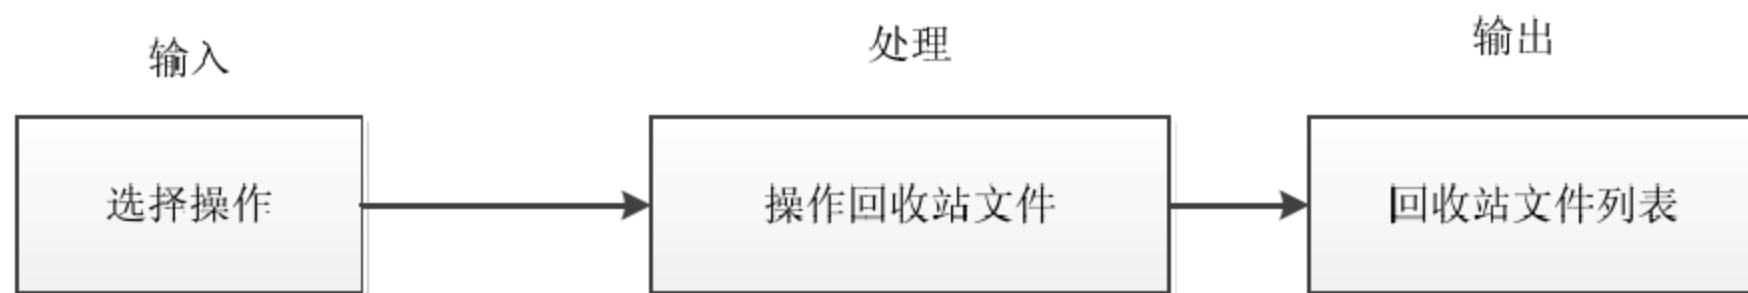 输入
处理
输出
选择操作
操作回收站文件
回收站文件列表